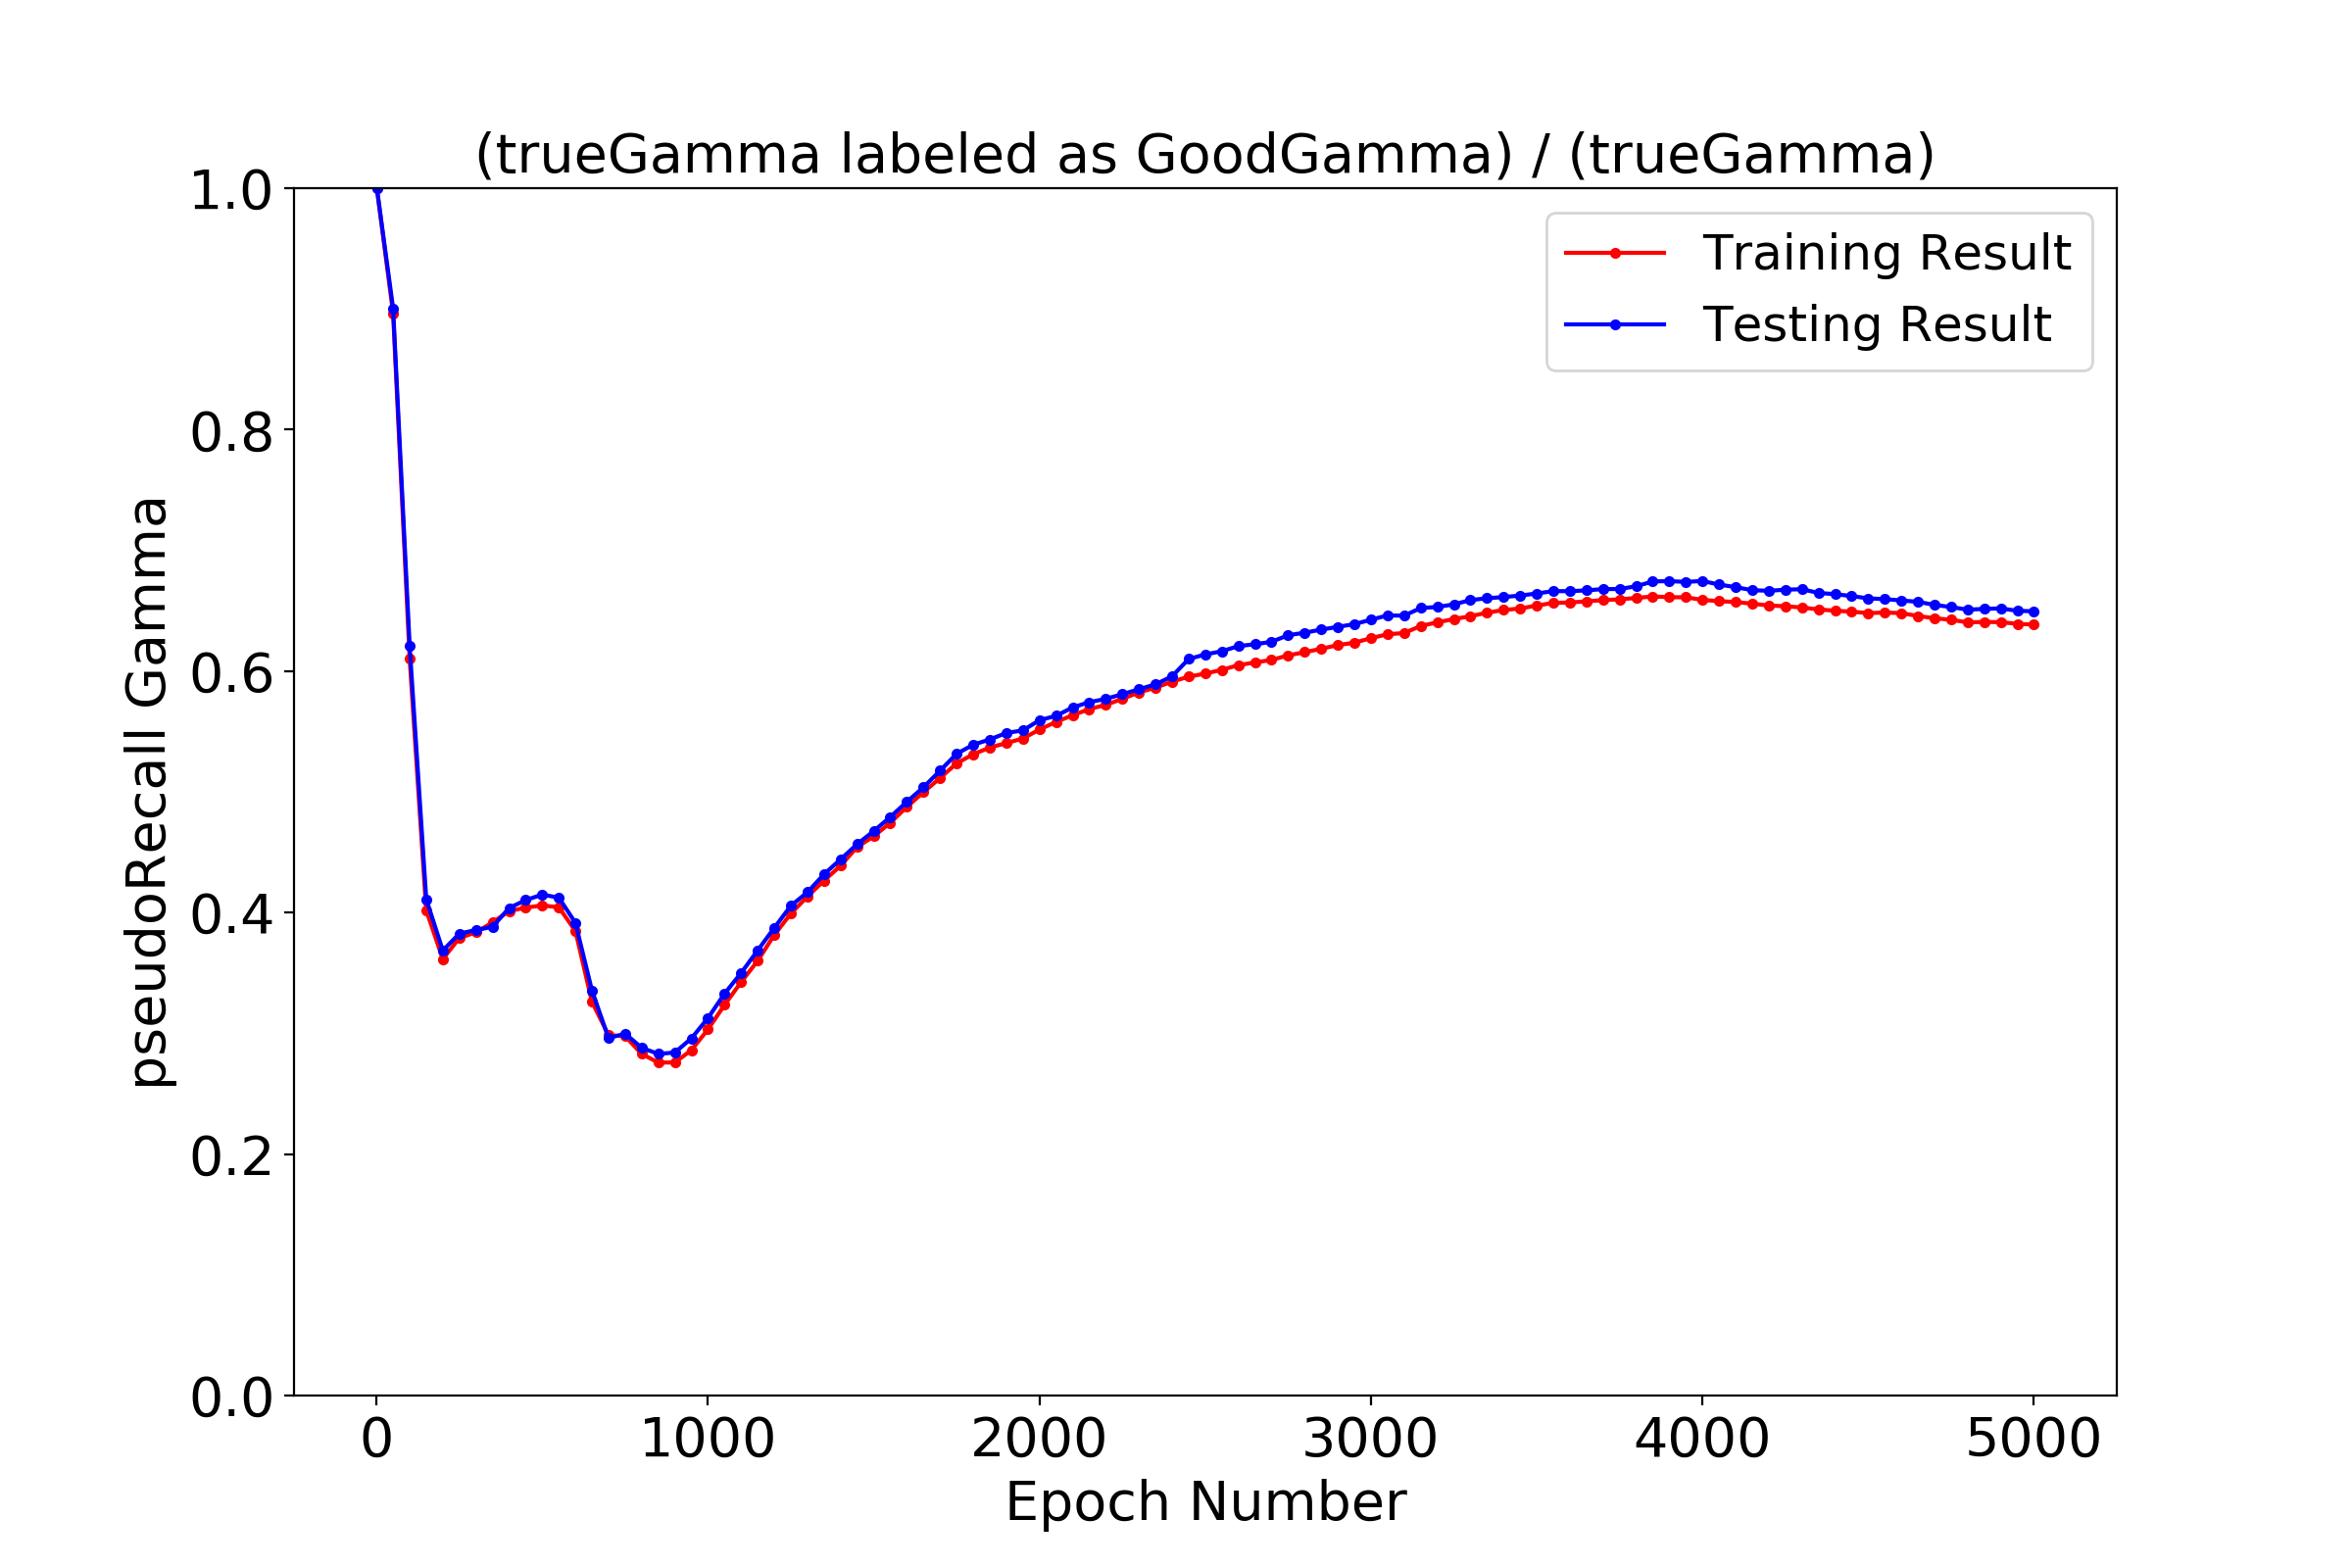 (trueGamma labeled as GoodGamma) / (trueGamma)
1.0
0.8
0.6
0.4
0.2
0.0
pseudoRecall Gamma
Training Result
Testing Result
0 1000 2000 3000 4000 5000
Epoch Number